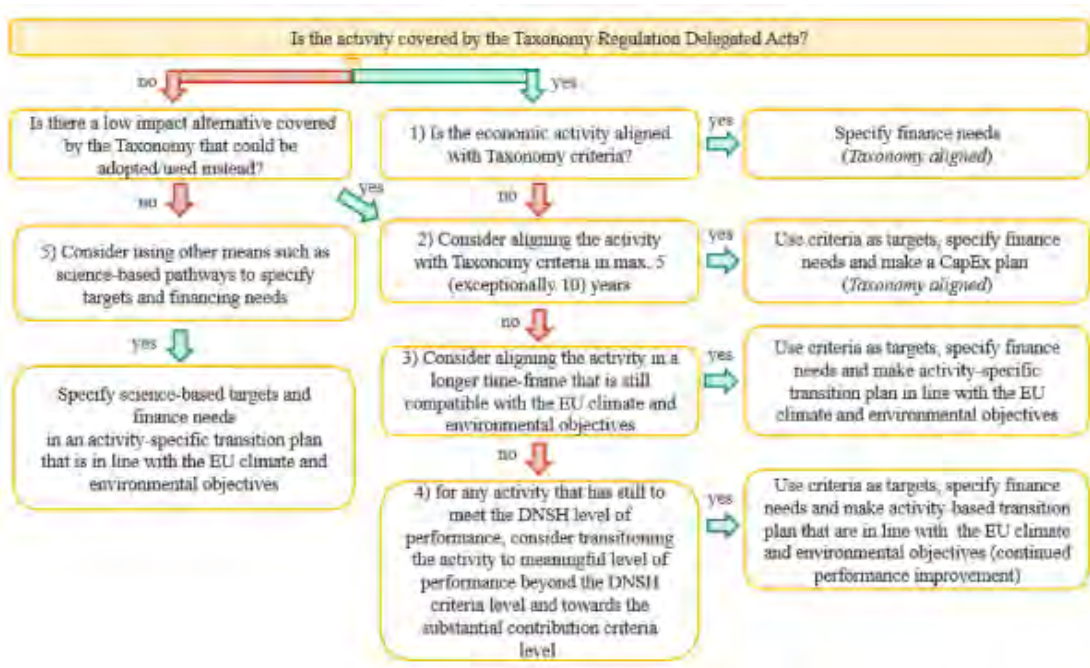 Is the activity covered by the Taxonomy Regulation Delegated Acts?
no
yes
Is there a low impact alternative covered
by the Taxonomy that could be
adopted/used instead?
1) Is the economic activity aligned
with Taxonomy criteria?
yes
Specify finance needs
(Taxonomy aligned)
no
yes
no
5) Consider using other means such as
science-based pathways to specify
targets and financing needs
2) Consider aligning the activity
with Taxonomy criteria in max. 5
(exceptionally 10) years
yes
Use criteria as targets, specify finance
needs and make a CapEx plan
(Taxonomy aligned)
yes
no
Specify science-based targets and
finance needs
in an activity-specific transition plan
that is in line with the EU climate and
environmental objectives
3) Consider aligning the activity in a
longer time-frame that is still
compatible with the EU climate and
environmental objectives
yes
Use criteria as targets, specify finance
needs and make activity-specific
transition plan in line with the EU
climate and environmental objectives
no
4) for any activity that has still to
meet the DNSH level of
performance, consider transitioning
the activity to meaningful level of
performance beyond the DNSH
criteria level and towards the
substantial contribution criteria
level
yes
Use criteria as targets, specify finance
needs and make activity-based transition
plan that are in line with the EU climate
and environmental objectives (continued
performance improvement)